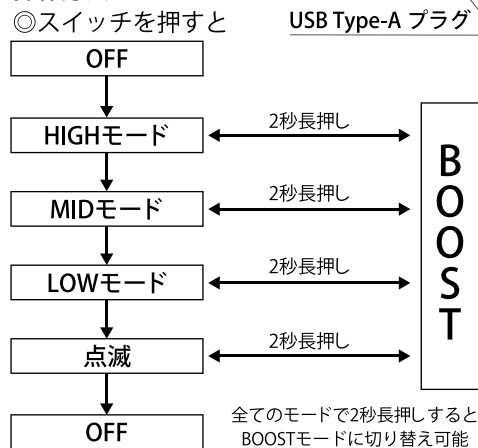 ◎スイッチを押すと
USB Type-A プラグ
OFF
HIGHモード
2秒長押し
MIDモード
2秒長押し
LOWモード
2秒長押し
点滅
2秒長押し
OFF
BOOST
全てのモードで2秒長押しすると
BOOSTモードに切り替え可能